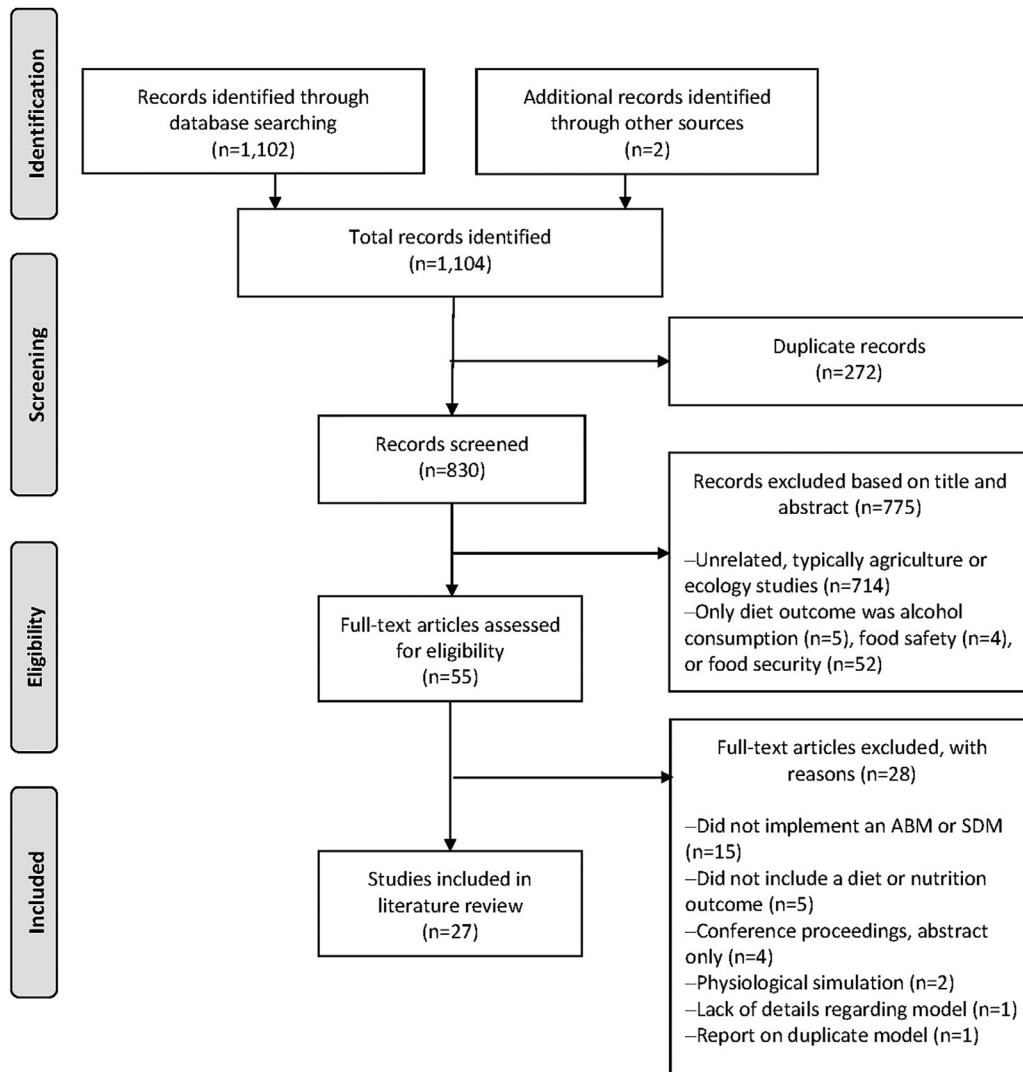 Identification
Records identified through
database searching
(n=1,102)
Additional records identified
through other sources
(n=2)
Total records identified
(n=1,104)
Screening
Duplicate records
(n=272)
Records screened
(n=830)
Records excluded based on title and
abstract (n=775)
–Unrelated, typically agriculture or
ecology studies (n=714)
–Only diet outcome was alcohol
consumption (n=5), food safety (n=4),
or food security (n=52)
Eligibility
Full-text articles assessed
for eligibility
(n=55)
Full-text articles excluded, with
reasons (n=28)
–Did not implement an ABM or SDM
(n=15)
–Did not include a diet or nutrition
outcome (n=5)
–Conference proceedings, abstract
only (n=4)
–Physiological simulation (n=2)
–Lack of details regarding model (n=1)
–Report on duplicate model (n=1)
Included
Studies included in
literature review
(n=27)